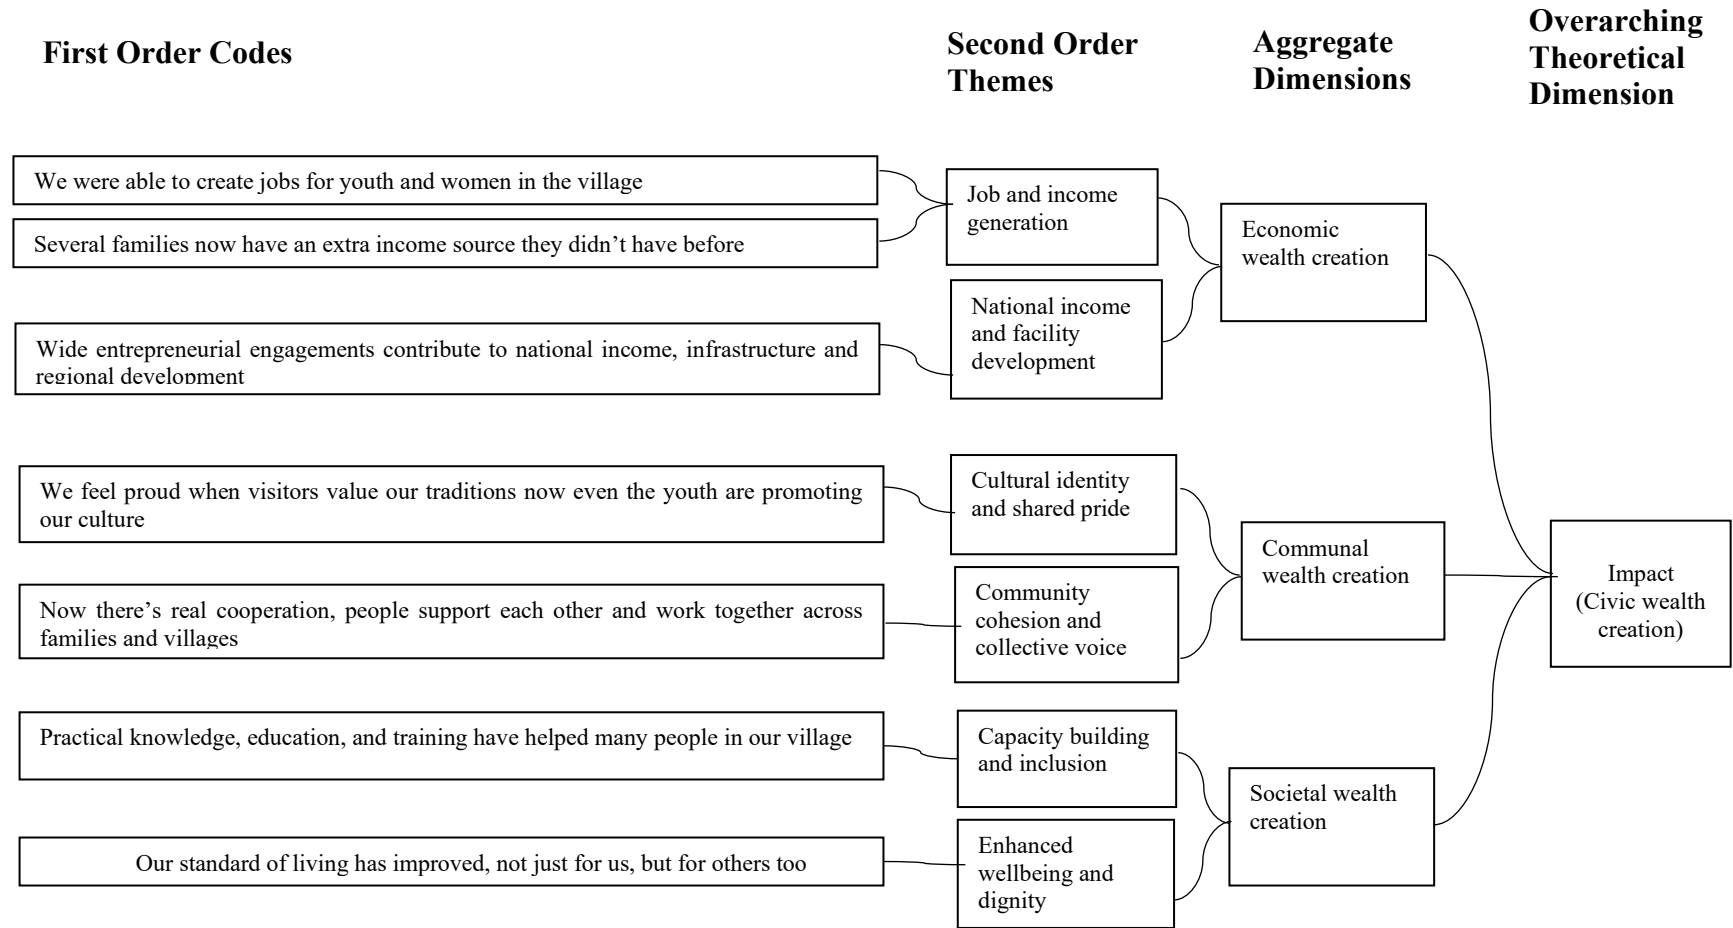 First Order Codes
Second Order
Themes
Aggregate
Dimensions
Overarching
Theoretical
Dimension
We were able to create jobs for youth and women in the village
Several families now have an extra income source they didn’t have before
Wide entrepreneurial engagements contribute to national income, infrastructure and
regional development
We feel proud when visitors value our traditions now even the youth are promoting
our culture
Now there’s real cooperation, people support each other and work together across
families and villages
Practical knowledge, education, and training have helped many people in our village
Our standard of living has improved, not just for us, but for others too
Job and income
generation
National income
and facility
development
Cultural identity
and shared pride
Community
cohesion and
collective voice
Capacity building
and inclusion
Enhanced
wellbeing and
dignity
Economic
wealth creation
Communal
wealth creation
Societal wealth
creation
Impact
(Civic wealth
creation)